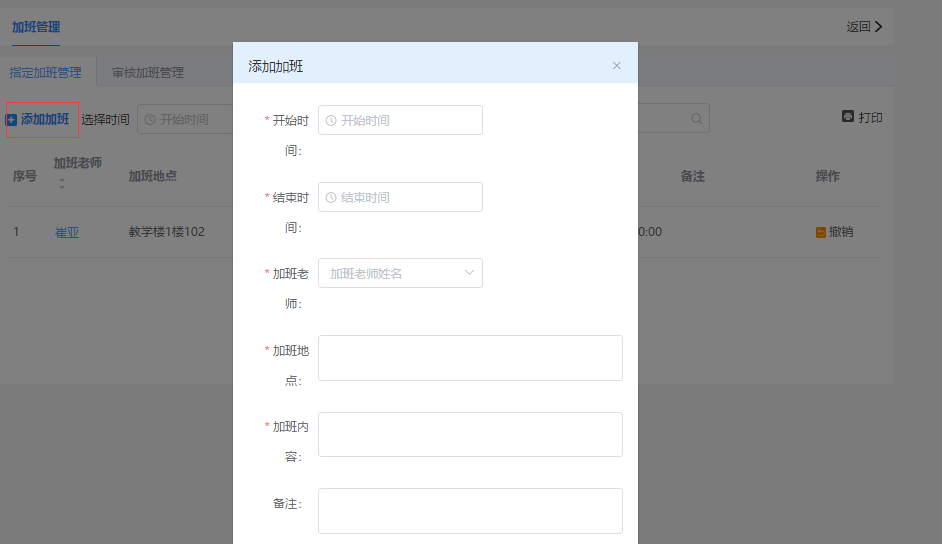 加班管理
返回
指定加班管理
审核加班管理
添加加班
选择时间
开始时间
打印
序号
加班老师
加班地点
备注
操作
1
崔亚
教学楼1楼102
0:00
撤销
添加加班
* 开始时
间:
开始时间
* 结束时
间:
结束时间
* 加班老
师:
加班老师姓名
* 加班地
点:
* 加班内
容:
备注: